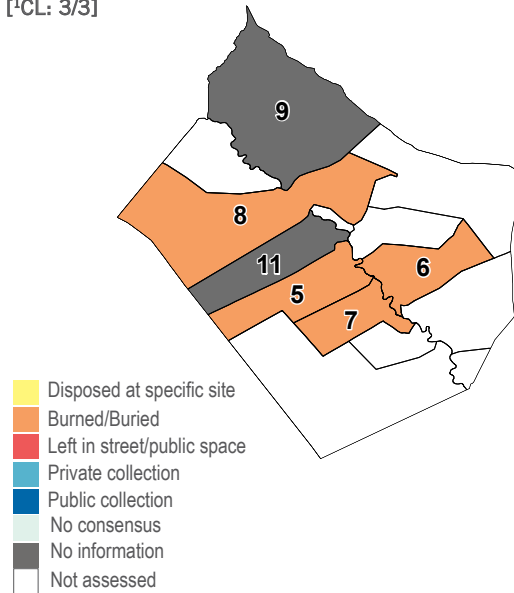 [¹CL: 3/3]
9
8
11
6
5
7
Disposed at specific site
Burned/Buried
Left in street/public space
Private collection
Public collection
No consensus
No information
Not assessed